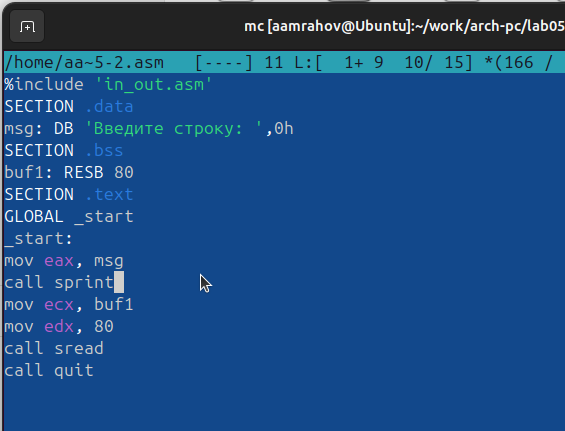 mc [aamrahov@Ubuntu]:~/work/arch-pc/lab05
/home/aa~5-2.asm   [----] 11 L:[  1+ 9  10/ 15] *(166 /
%include 'in_out.asm'
SECTION .data
msg: DB 'Введите строку: ',0h
SECTION .bss
buf1: RESB 80
SECTION .text
GLOBAL _start
_start:
mov eax, msg
call sprint
mov ecx, buf1
mov edx, 80
call sread
call quit